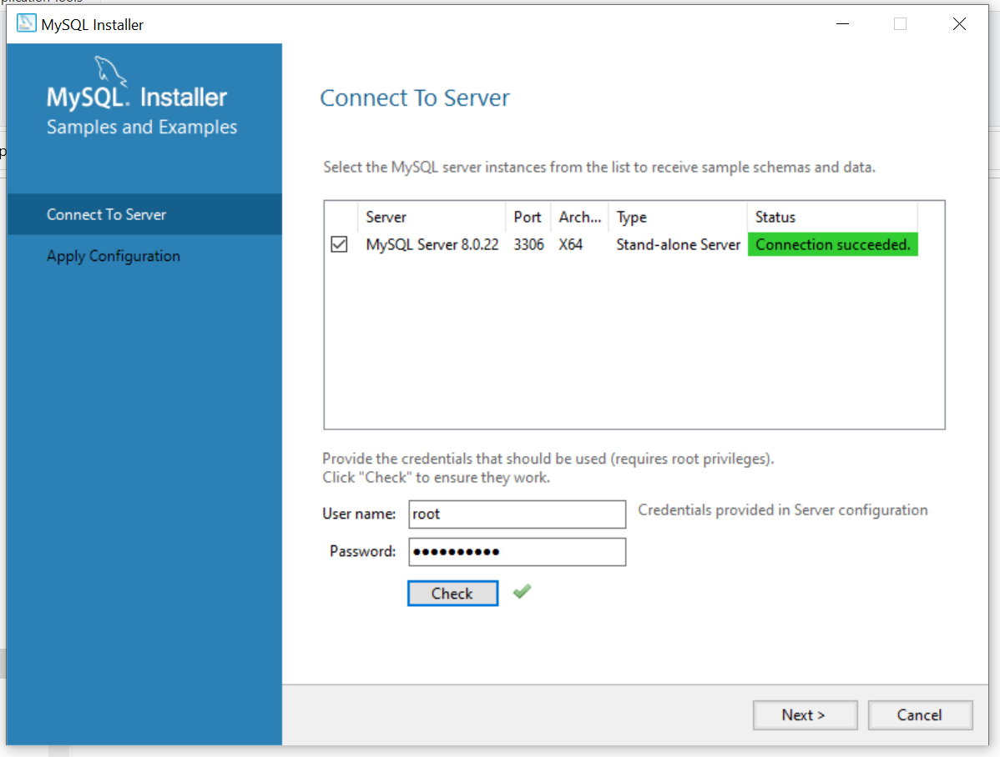 MySQL Installer
MySQL. Installer
Samples and Examples
Connect To Server
Apply Configuration
Connect To Server
Select the MySQL server instances from the list to receive sample schemas and data.
Server Port Arch... Type Status
MySQL Server 8.0.22 3306 X64 Stand-alone Server Connection succeeded.
Provide the credentials that should be used (requires root privileges).
Click "Check" to ensure they work.
User name: root Credentials provided in Server configuration
Password: ●●●●●●●●●●
Check
Next > Cancel